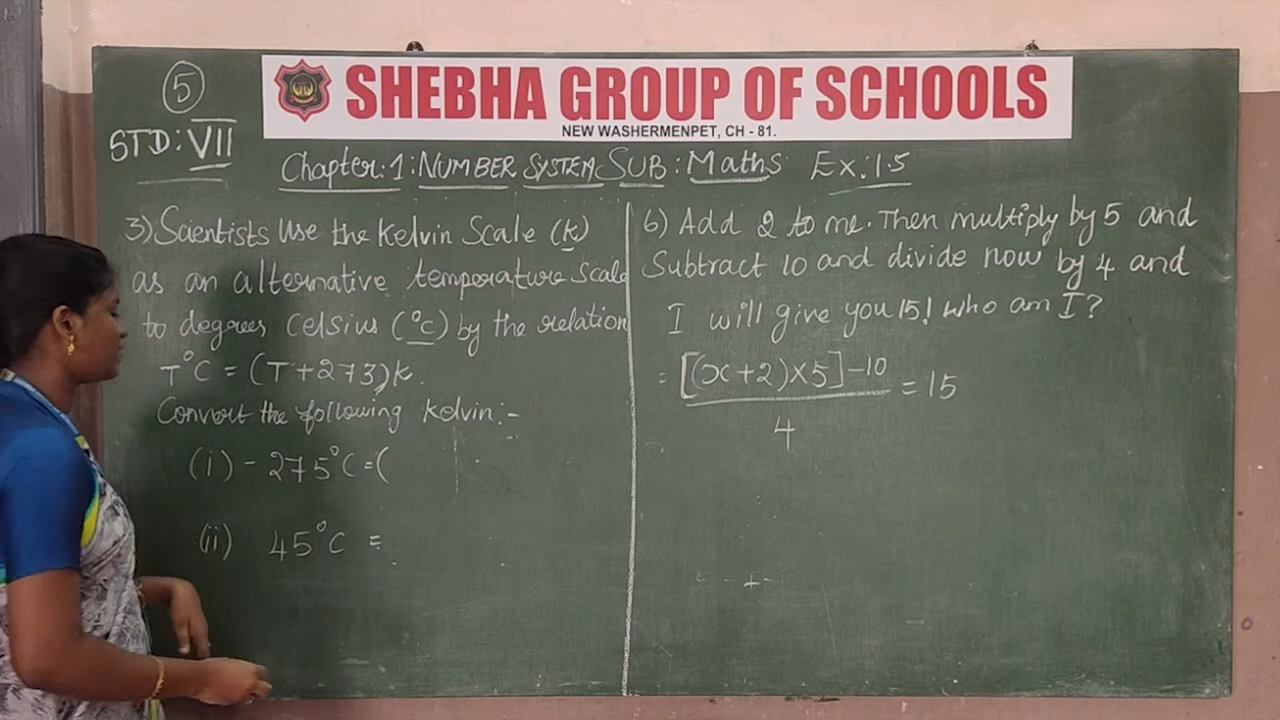 5
STD: VII
SHEBHA GROUP OF SCHOOLS
NEW WASHERMENPET, CH - 81.
Chapter: 1: NUMBER SYSTEM SUB: Maths Ex: 1.5
3) Scientists Use the Kelvin Scale (k)
as an alternative temperature Scale
to degrees Celsius (°C) by the relation
T°C = (T+273)k.
Convert the following kelvin:-
(i) -275°C = (
(ii) 45°C =
6) Add 2 to me. Then multiply by 5 and
Subtract 10 and divide now by 4 and
I will give you 15! Who am I?
= [(x+2)×5]-10 = 15
4